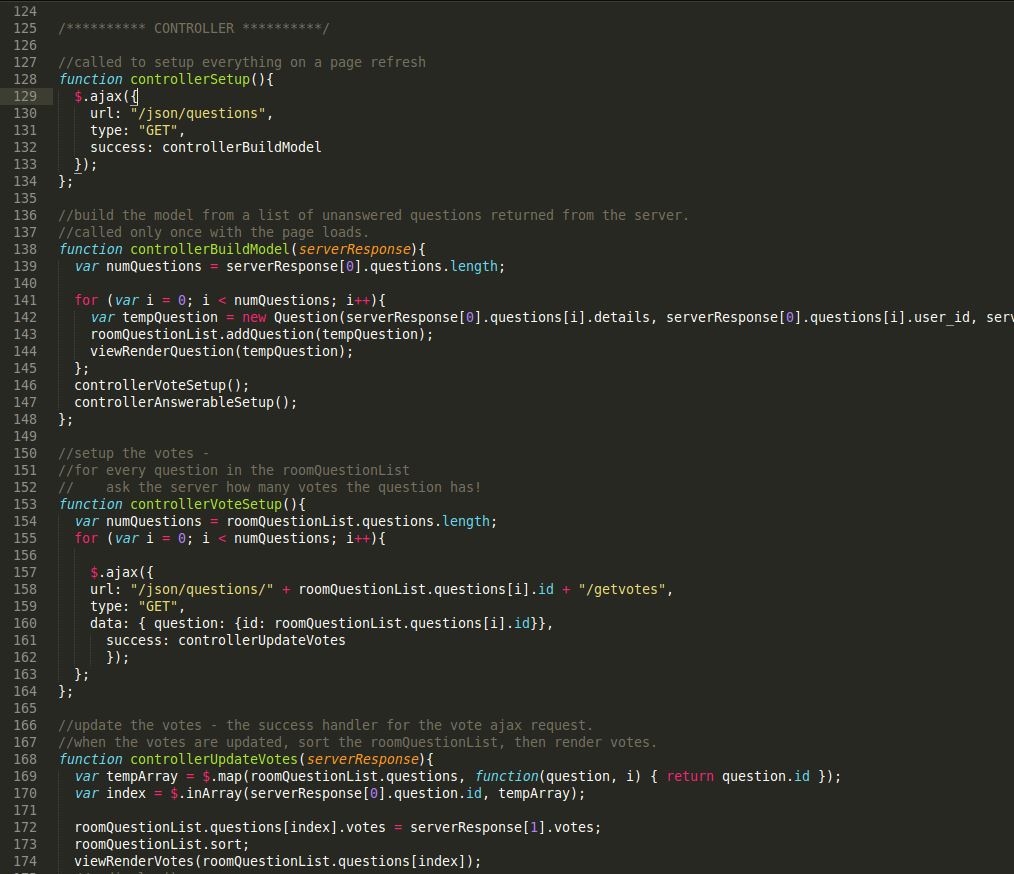 124
125 /********** CONTROLLER **********/
126
127 //called to setup everything on a page refresh
128 function controllerSetup(){
129   $.ajax({
130     url: "/json/questions",
131     type: "GET",
132     success: controllerBuildModel
133   });
134 };
135
136 //build the model from a list of unanswered questions returned from the server.
137 //called only once with the page loads.
138 function controllerBuildModel(serverResponse){
139   var numQuestions = serverResponse[0].questions.length;
140
141   for (var i = 0; i < numQuestions; i++){
142     var tempQuestion = new Question(serverResponse[0].questions[i].details, serverResponse[0].questions[i].user_id, serv
143     roomQuestionList.addQuestion(tempQuestion);
144     viewRenderQuestion(tempQuestion);
145   };
146   controllerVoteSetup();
147   controllerAnswerableSetup();
148 };
149
150 //setup the votes -
151 //for every question in the roomQuestionList
152 //    ask the server how many votes the question has!
153 function controllerVoteSetup(){
154   var numQuestions = roomQuestionList.questions.length;
155   for (var i = 0; i < numQuestions; i++){
156
157     $.ajax({
158     url: "/json/questions/" + roomQuestionList.questions[i].id + "/getvotes",
159     type: "GET",
160     data: { question: {id: roomQuestionList.questions[i].id}},
161       success: controllerUpdateVotes
162       });
163   };
164 };
165
166 //update the votes - the success handler for the vote ajax request.
167 //when the votes are updated, sort the roomQuestionList, then render votes.
168 function controllerUpdateVotes(serverResponse){
169   var tempArray = $.map(roomQuestionList.questions, function(question, i) { return question.id });
170   var index = $.inArray(serverResponse[0].question.id, tempArray);
171
172   roomQuestionList.questions[index].votes = serverResponse[1].votes;
173   roomQuestionList.sort;
174   viewRenderVotes(roomQuestionList.questions[index]);